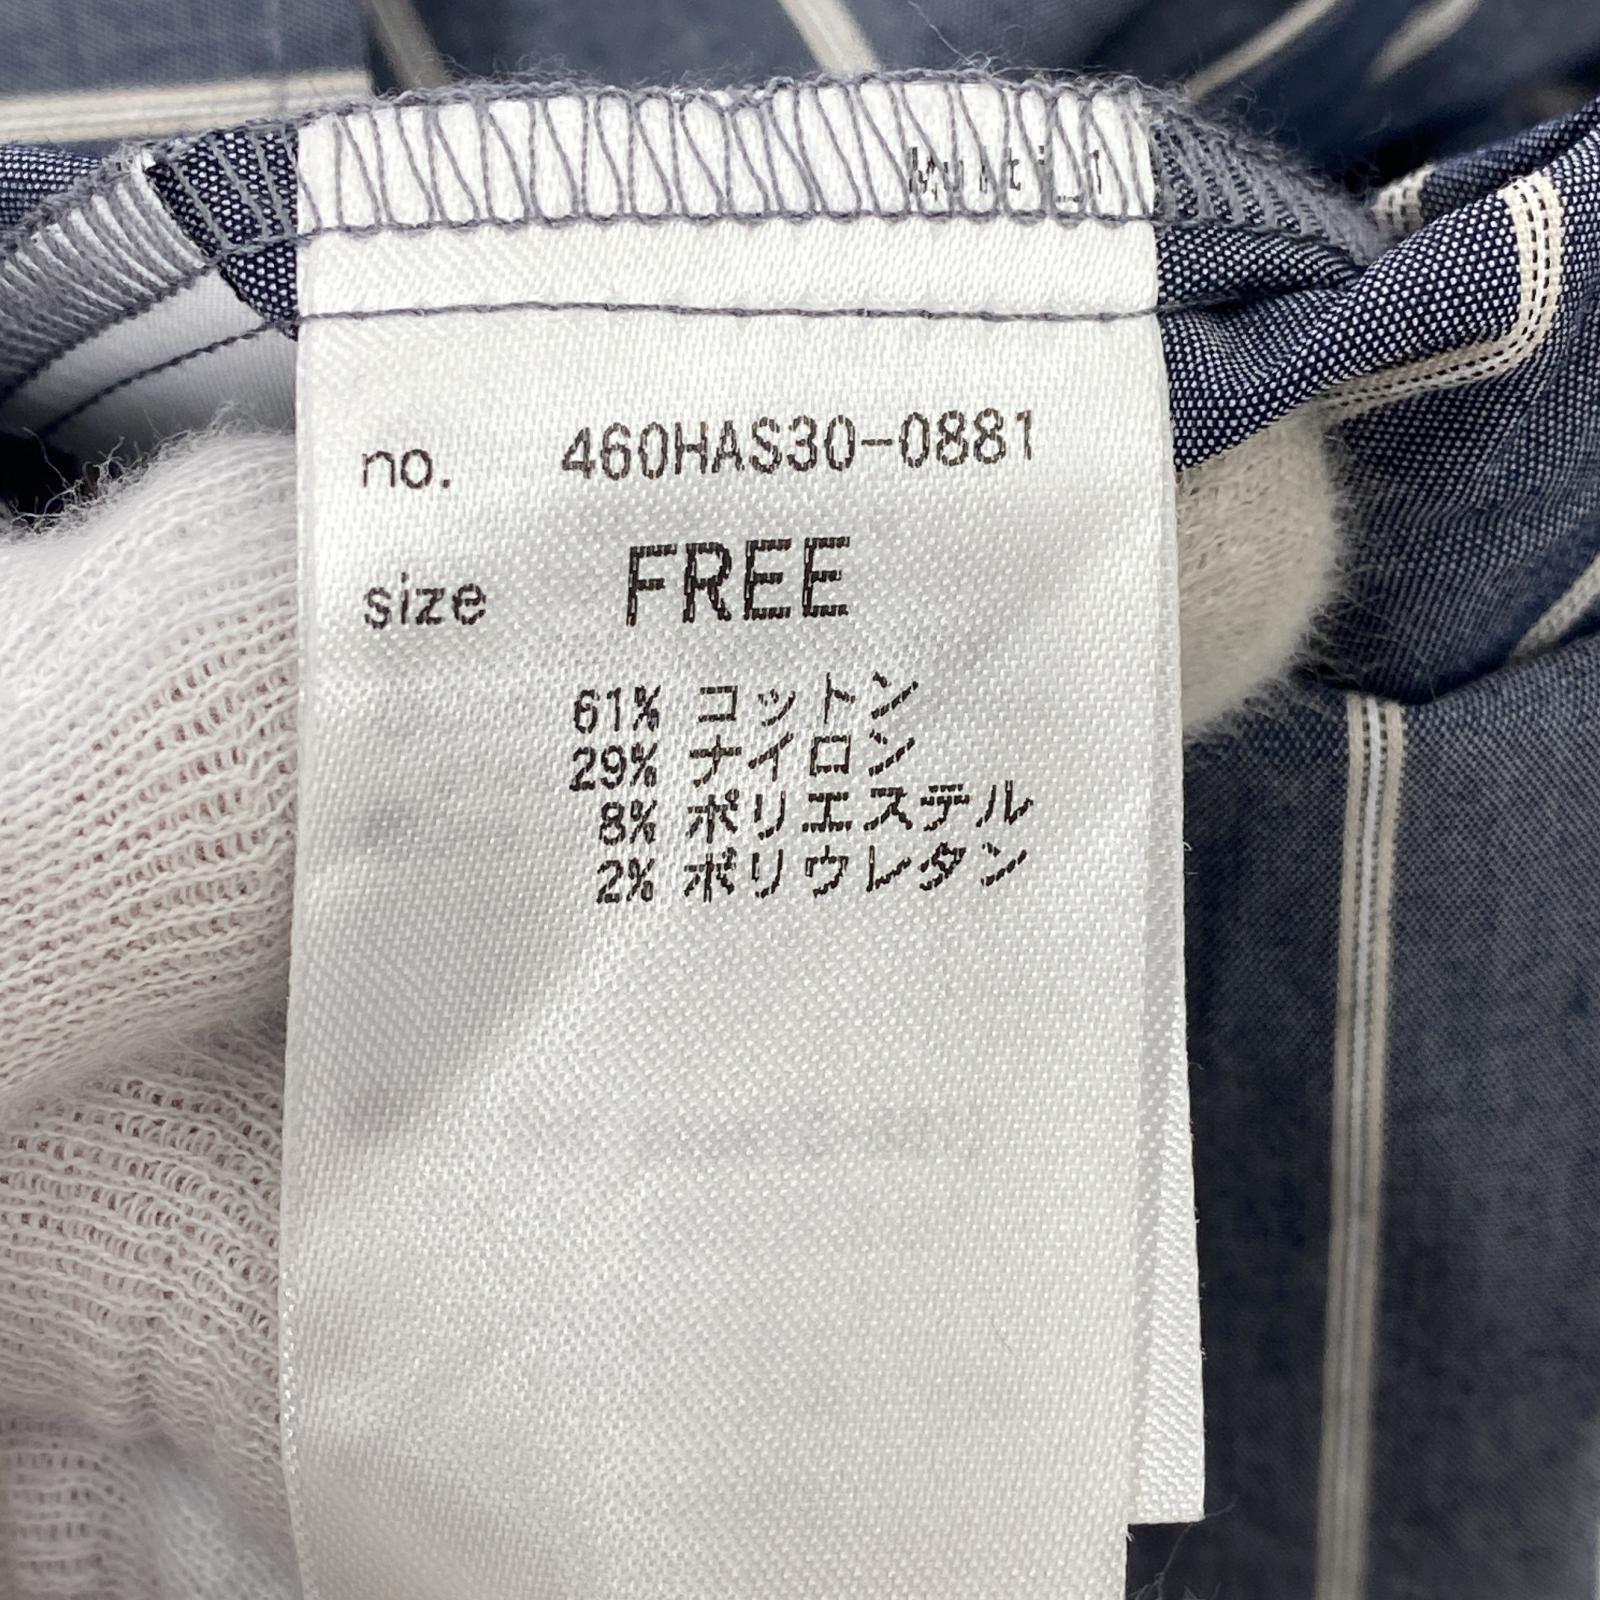 no. 460HAS30-0881
size FREE
61% コットン
29% ナイロン
8% ポリエステル
2% ポリウレタン